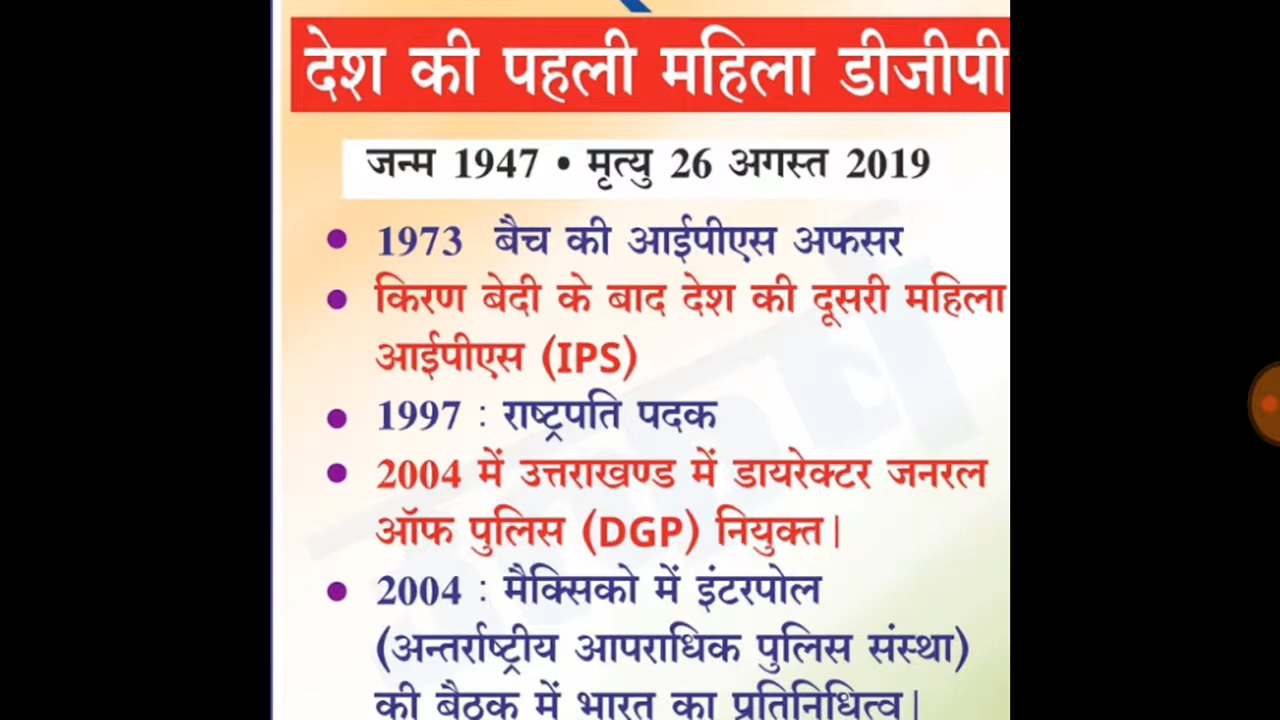 देश की पहली महिला डीजीपी
जन्म 1947 • मृत्यु 26 अगस्त 2019
• 1973 बैच की आईपीएस अफसर
• किरण बेदी के बाद देश की दूसरी महिला
आईपीएस (IPS)
• 1997 : राष्ट्रपति पदक
• 2004 में उत्तराखण्ड में डायरेक्टर जनरल
ऑफ पुलिस (DGP) नियुक्त।
• 2004 : मैक्सिको में इंटरपोल
(अन्तर्राष्ट्रीय आपराधिक पुलिस संस्था)
की बैठक में भारत का प्रतिनिधित्व।